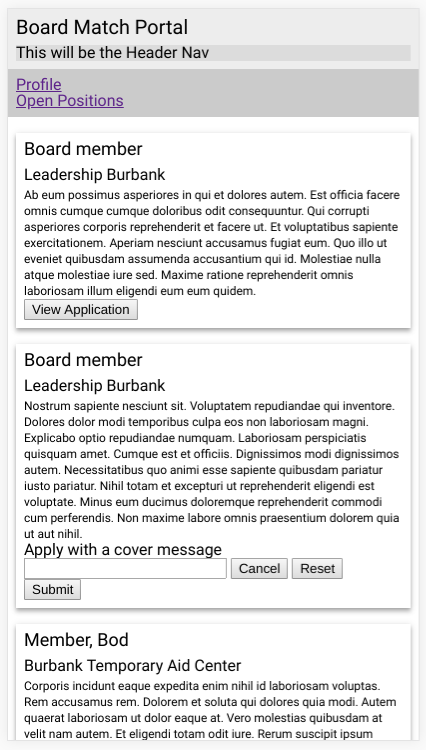 Board Match Portal
This will be the Header Nav
Profile
Open Positions
Board member
Leadership Burbank
Ab eum possimus asperiores in qui et dolores autem. Est officia facere
omnis cumque cumque doloribus odit consequuntur. Qui corrupti
asperiores corporis reprehenderit et facere ut. Et voluptatibus sapiente
exercitationem. Aperiam nesciunt accusamus fugiat eum. Quo illo ut
eveniet quibusdam assumenda accusantium qui id. Molestiae nulla
atque molestiae iure sed. Maxime ratione reprehenderit omnis
laboriosam illum eligendi eum eum quidem.
View Application
Board member
Leadership Burbank
Nostrum sapiente nesciunt sit. Voluptatem repudiandae qui inventore.
Dolores dolor modi temporibus culpa eos non laboriosam magni.
Explicabo optio repudiandae numquam. Laboriosam perspiciatis
quisquam amet. Cumque est et officiis. Dignissimos modi dignissimos
autem. Necessitatibus quo animi esse sapiente quibusdam pariatur
iusto pariatur. Nihil totam et excepturi ut reprehenderit eligendi est
voluptate. Minus eum ducimus doloremque reprehenderit commodi
cum perferendis. Non maxime labore omnis praesentium dolorem quia
ut aut nihil.
Apply with a cover message
Cancel Reset
Submit
Member, Bod
Burbank Temporary Aid Center
Corporis incidunt eaque expedita enim nihil id laboriosam voluptas.
Rem accusamus rem. Dolorem et soluta qui dolores quia modi. Autem
quaerat laboriosam ut dolor eaque at. Vero molestias quibusdam at
velit nam autem. Et eligendi totam odit iure. Rerum suscipit ipsum